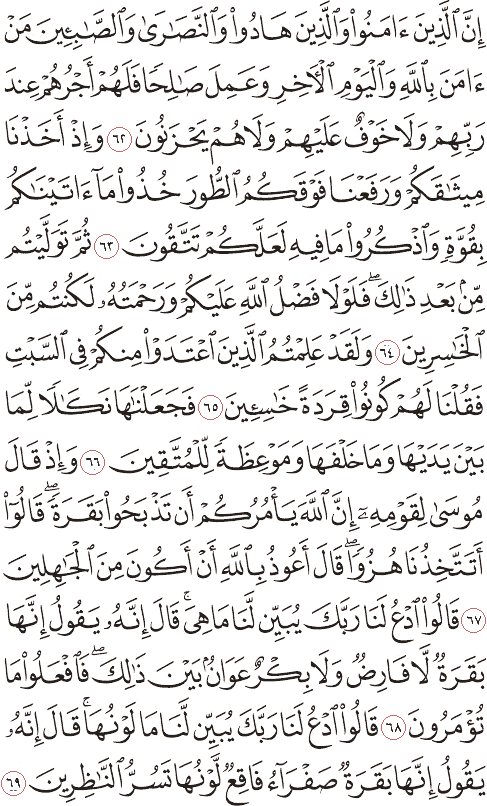 إِنَّ ٱلَّذِينَ ءَامَنُوا۟ وَٱلَّذِينَ هَادُوا۟ وَٱلنَّصَٰرَىٰ وَٱلصَّٰبِـِٔينَ مَنْ
ءَامَنَ بِٱللَّهِ وَٱلْيَوْمِ ٱلْـَٔاخِرِ وَعَمِلَ صَٰلِحًا فَلَهُمْ أَجْرُهُمْ عِندَ
رَبِّهِمْ وَلَا خَوْفٌ عَلَيْهِمْ وَلَا هُمْ يَحْزَنُونَ ٦٢ وَإِذْ أَخَذْنَا
مِيثَٰقَكُمْ وَرَفَعْنَا فَوْقَكُمُ ٱلطُّورَ خُذُوا۟ مَآ ءَاتَيْنَٰكُم
بِقُوَّةٍ وَٱذْكُرُوا۟ مَا فِيهِ لَعَلَّكُمْ تَتَّقُونَ ٦٣ ثُمَّ تَوَلَّيْتُم
مِّنۢ بَعْدِ ذَٰلِكَ ۖ فَلَوْلَا فَضْلُ ٱللَّهِ عَلَيْكُمْ وَرَحْمَتُهُۥ لَكُنتُم مِّنَ
ٱلْخَٰسِرِينَ ٦٤ وَلَقَدْ عَلِمْتُمُ ٱلَّذِينَ ٱعْتَدَوْا۟ مِنكُمْ فِى ٱلسَّبْتِ
فَقُلْنَا لَهُمْ كُونُوا۟ قِرَدَةً خَٰسِـِٔينَ ٦٥ فَجَعَلْنَٰهَا نَكَٰلًا لِّمَا
بَيْنَ يَدَيْهَا وَمَا خَلْفَهَا وَمَوْعِظَةً لِّلْمُتَّقِينَ ٦٦ وَإِذْ قَالَ
مُوسَىٰ لِقَوْمِهِۦٓ إِنَّ ٱللَّهَ يَأْمُرُكُمْ أَن تَذْبَحُوا۟ بَقَرَةً ۖ قَالُوٓا۟
أَتَتَّخِذُنَا هُزُوًا ۖ قَالَ أَعُوذُ بِٱللَّهِ أَنْ أَكُونَ مِنَ ٱلْجَٰهِلِينَ
٦٧ قَالُوا۟ ٱدْعُ لَنَا رَبَّكَ يُبَيِّن لَّنَا مَا هِىَ ۚ قَالَ إِنَّهُۥ يَقُولُ إِنَّهَا
بَقَرَةٌ لَّا فَارِضٌ وَلَا بِكْرٌ عَوَانٌۢ بَيْنَ ذَٰلِكَ ۖ فَٱفْعَلُوا۟ مَا
تُؤْمَرُونَ ٦٨ قَالُوا۟ ٱدْعُ لَنَا رَبَّكَ يُبَيِّن لَّنَا مَا لَوْنُهَا ۚ قَالَ إِنَّهُۥ
يَقُولُ إِنَّهَا بَقَرَةٌ صَفْرَآءُ فَاقِعٌ لَّوْنُهَا تَسُرُّ ٱلنَّٰظِرِينَ ٦٩